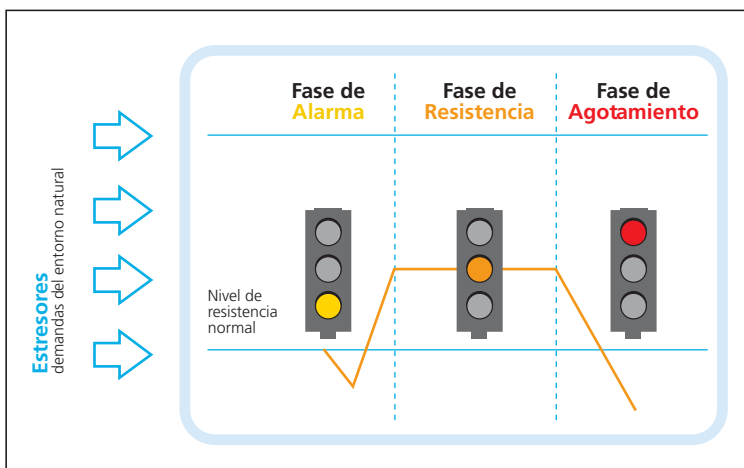 Fase de
Alarma
Fase de
Resistencia
Fase de
Agotamiento
Estresores
demandas del entorno natural
Nivel de
resistencia
normal